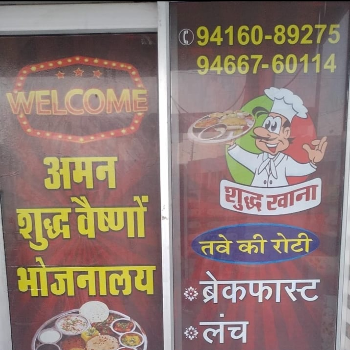 WELCOME
अमन
शुद्ध वैष्णों
भोजनालय
94160-89275
94667-60114
शुद्ध खाना
तवे की रोटी
ब्रेकफास्ट
लंच